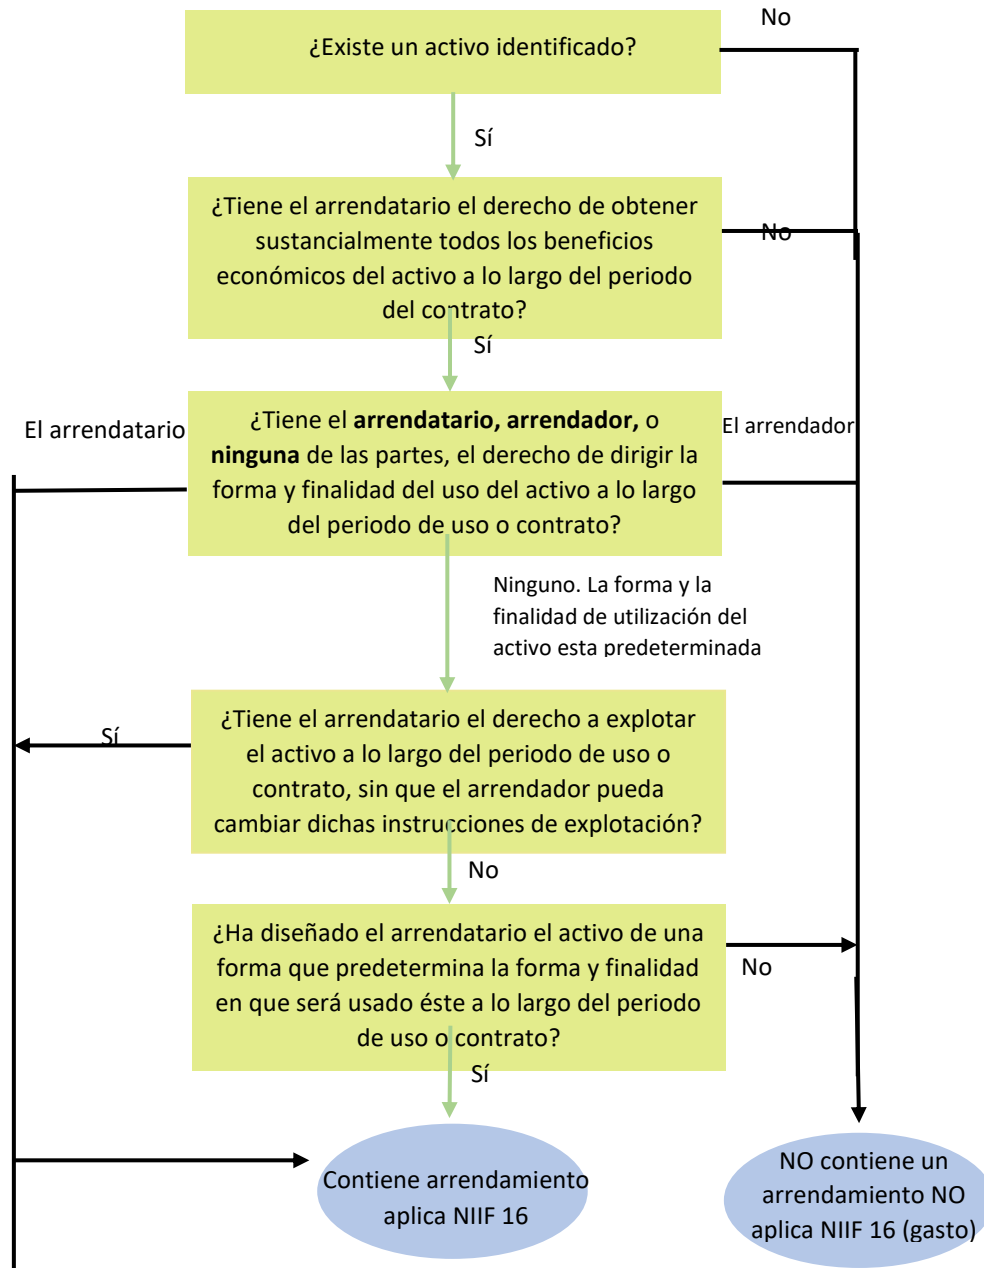 No
¿Existe un activo identificado?
Sí
¿Tiene el arrendatario el derecho de obtener
sustancialmente todos los beneficios
económicos del activo a lo largo del periodo
del contrato?
No
Sí
El arrendatario
¿Tiene el arrendatario, arrendador, o
ninguna de las partes, el derecho de dirigir la
forma y finalidad del uso del activo a lo largo
del periodo de uso o contrato?
El arrendador
Ninguno. La forma y la
finalidad de utilización del
activo esta predeterminada
¿Tiene el arrendatario el derecho a explotar
el activo a lo largo del periodo de uso o
contrato, sin que el arrendador pueda
cambiar dichas instrucciones de explotación?
Sí
No
¿Ha diseñado el arrendatario el activo de una
forma que predetermina la forma y finalidad
en que será usado éste a lo largo del periodo
de uso o contrato?
No
Sí
Contiene arrendamiento
aplica NIIF 16
NO contiene un
arrendamiento NO
aplica NIIF 16 (gasto)